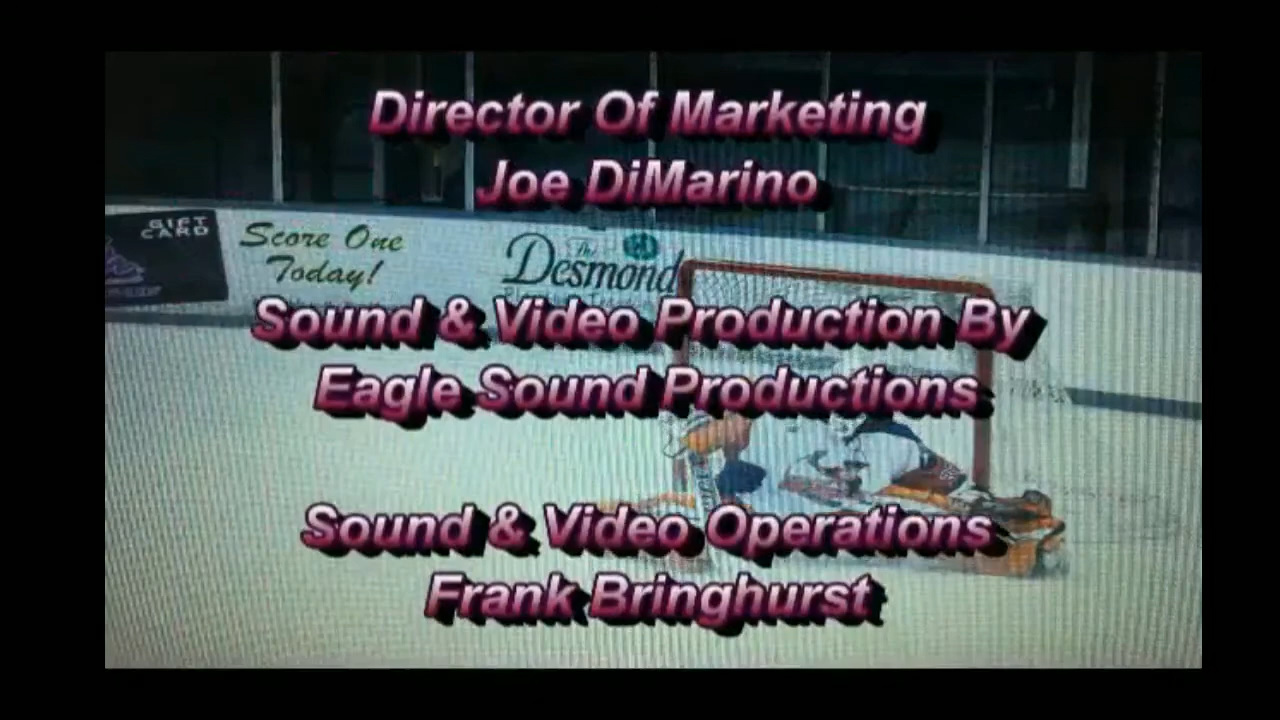 Director Of Marketing
Joe DiMarino
GIFT
CARD
Score One
Today!
The
Desmond
Sound & Video Production By
Eagle Sound Productions
Sound & Video Operations
Frank Bringhurst